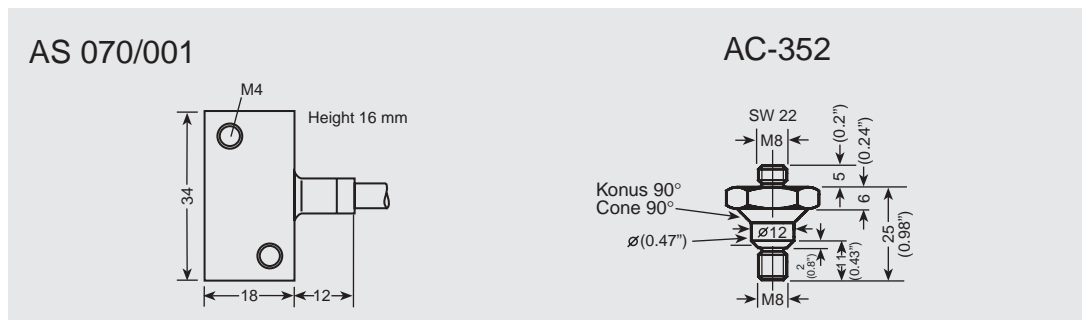 AS 070/001
M4
Height 16 mm
34
18
12
AC-352
SW 22
M8
5
(0.2”)
6
(0.24”)
Konus 90°
Cone 90°
ø12
ø(0.47”)
2
(0.8”)
11
(0.43”)
25
(0.98”)
M8